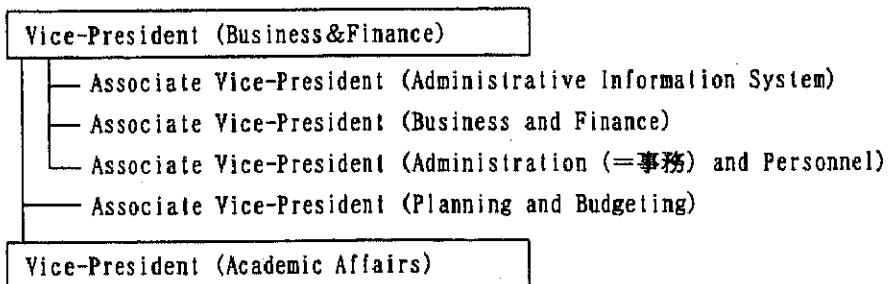 Vice-President (Business&Finance)
Associate Vice-President (Administrative Information System)
Associate Vice-President (Business and Finance)
Associate Vice-President (Administration (=事務) and Personnel)
Associate Vice-President (Planning and Budgeting)
Vice-President (Academic Affairs)